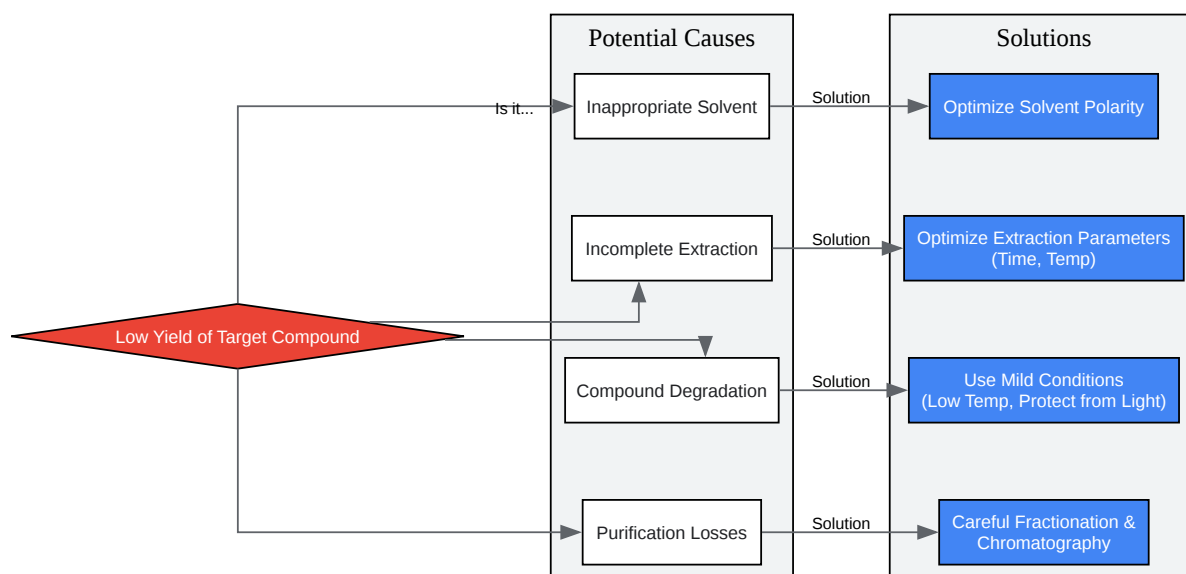 Potential Causes
Solutions
Is it...
Inappropriate Solvent
Solution
Optimize Solvent Polarity
Incomplete Extraction
Solution
Optimize Extraction Parameters
(Time, Temp)
Low Yield of Target Compound
Compound Degradation
Solution
Use Mild Conditions
(Low Temp, Protect from Light)
Purification Losses
Solution
Careful Fractionation &
Chromatography